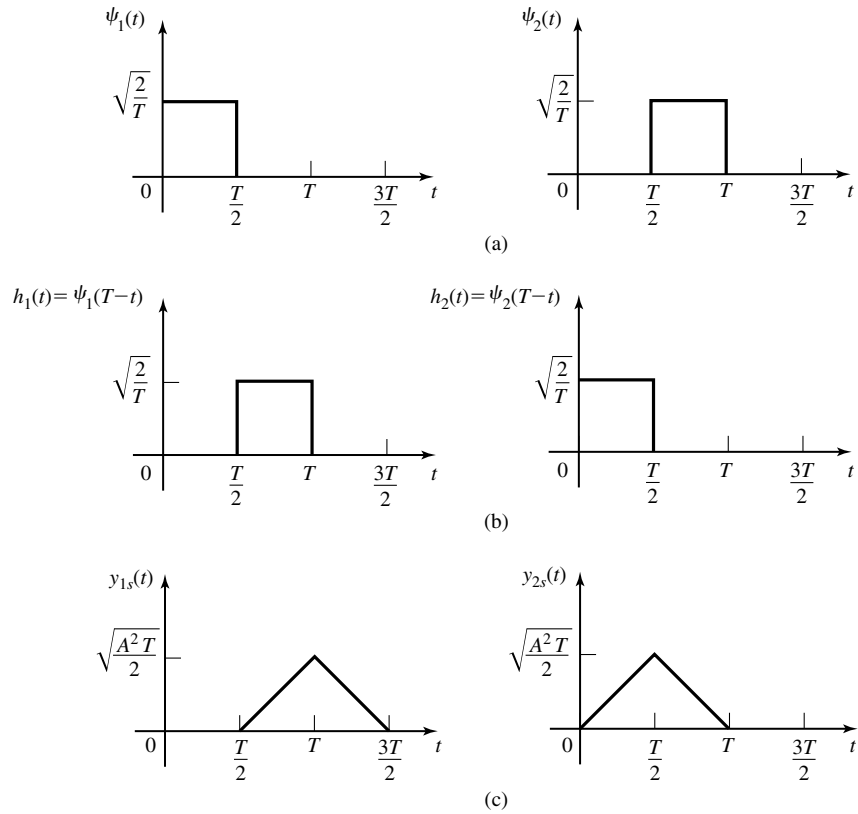 ψ₁(t) ψ₂(t)
√(2/T) √(2/T)
0 T/2 T 3T/2 t 0 T/2 T 3T/2 t
(a)
h₁(t) = ψ₁(T−t) h₂(t) = ψ₂(T−t)
√(2/T) √(2/T)
0 T/2 T 3T/2 t 0 T/2 T 3T/2 t
(b)
y₁ₛ(t) y₂ₛ(t)
√(A² T/2) √(A² T/2)
0 T/2 T 3T/2 t 0 T/2 T 3T/2 t
(c)